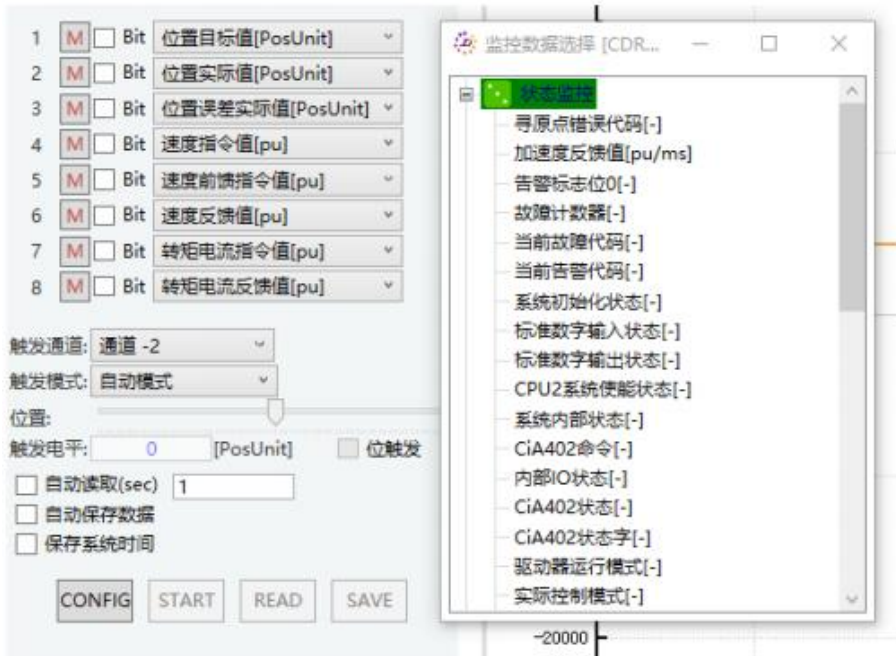 1 M Bit 位置目标值[PosUnit]
2 M Bit 位置实际值[PosUnit]
3 M Bit 位置误差实际值[PosUnit]
4 M Bit 速度指令值[pu]
5 M Bit 速度前馈指令值[pu]
6 M Bit 速度反馈值[pu]
7 M Bit 转矩电流指令值[pu]
8 M Bit 转矩电流反馈值[pu]
触发通道: 通道 -2
触发模式: 自动模式
位置:
触发电平: 0 [PosUnit] 位触发
自动读取(sec) 1
自动保存数据
保存系统时间
CONFIG START READ SAVE
监控数据选择 [CDR...
状态监控
寻原点错误代码[-]
加速度反馈值[pu/ms]
告警标志位0[-]
故障计数器[-]
当前故障代码[-]
当前告警代码[-]
系统初始化状态[-]
标准数字输入状态[-]
标准数字输出状态[-]
CPU2系统使能状态[-]
系统内部状态[-]
CiA402命令[-]
内部IO状态[-]
CiA402状态[-]
CiA402状态字[-]
驱动器运行模式[-]
实际控制模式[-]
-20000